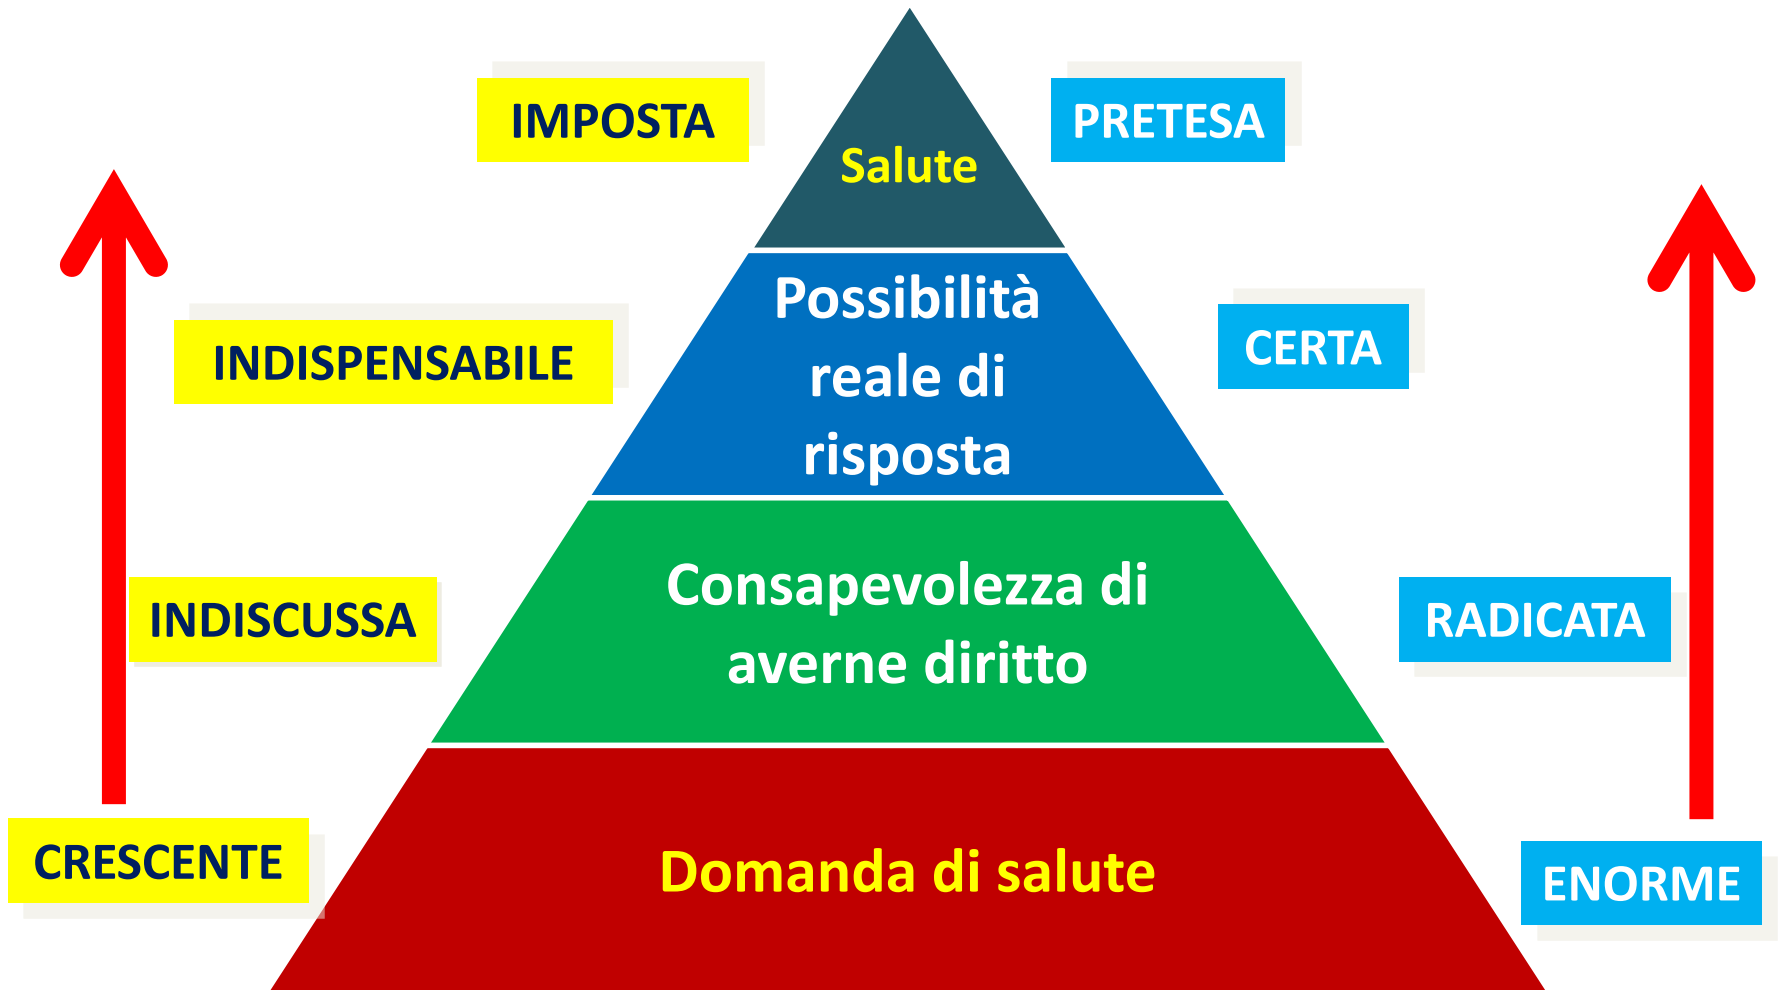 IMPOSTA
PRETESA
Salute
Possibilità
reale di
risposta
INDISPENSABILE
CERTA
Consapevolezza di
averne diritto
INDISCUSSA
RADICATA
Domanda di salute
CRESCENTE
ENORME